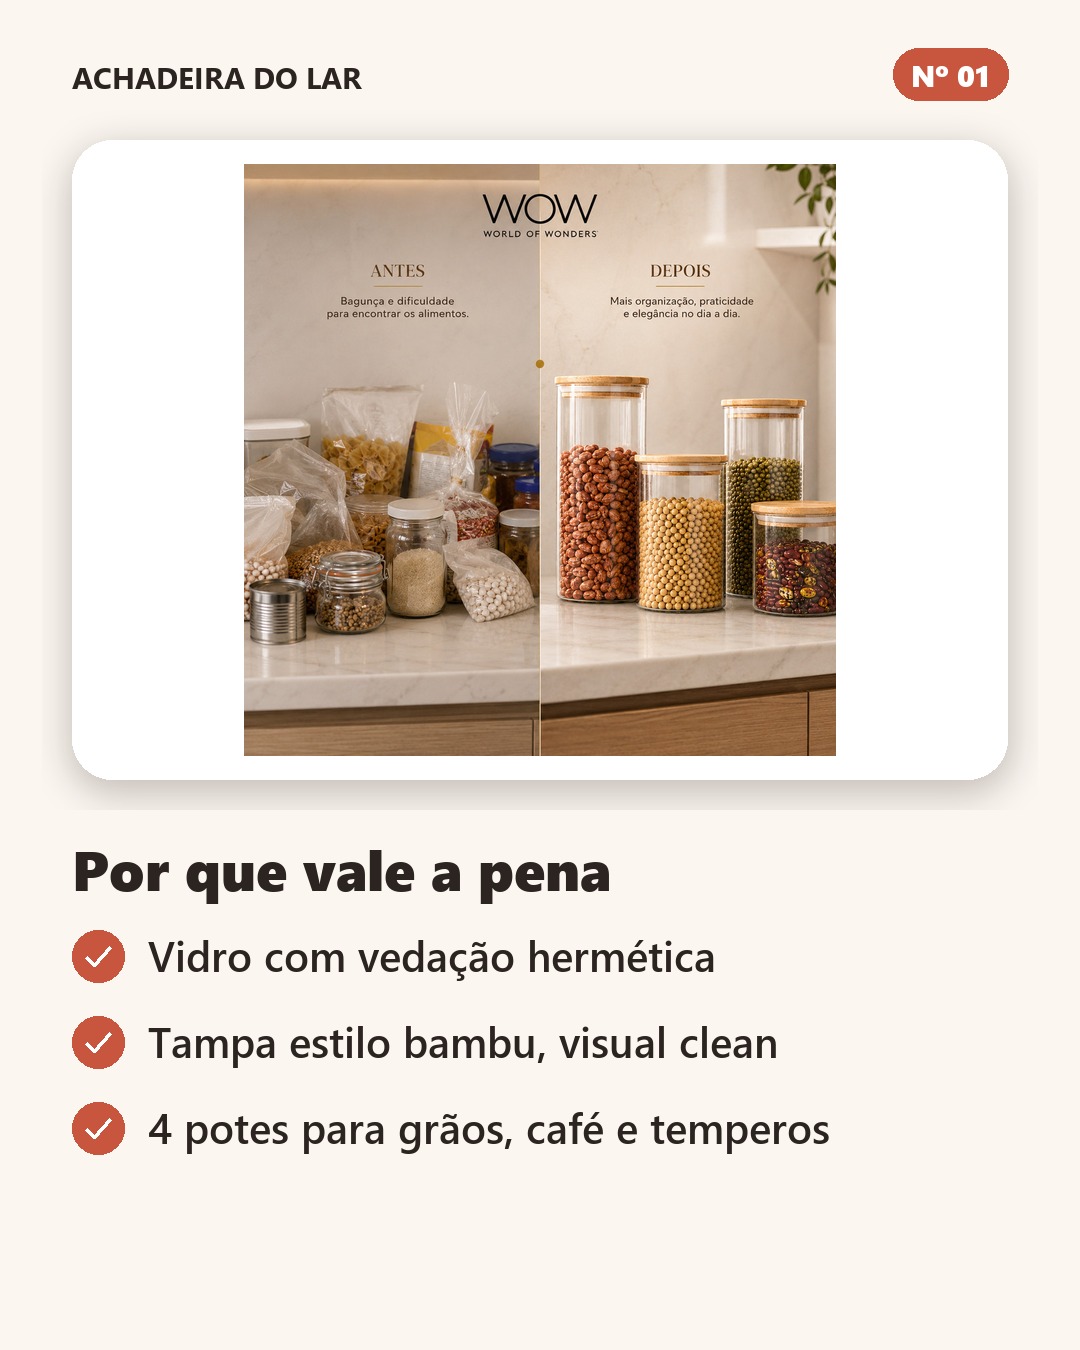 ACHADEIRA DO LAR
Nº 01
WOW
WORLD OF WONDERS
ANTES
Bagunça e dificuldade
para encontrar os alimentos.
DEPOIS
Mais organização, praticidade
e elegância no dia a dia.
Por que vale a pena
Vidro com vedação hermética
Tampa estilo bambu, visual clean
4 potes para grãos, café e temperos